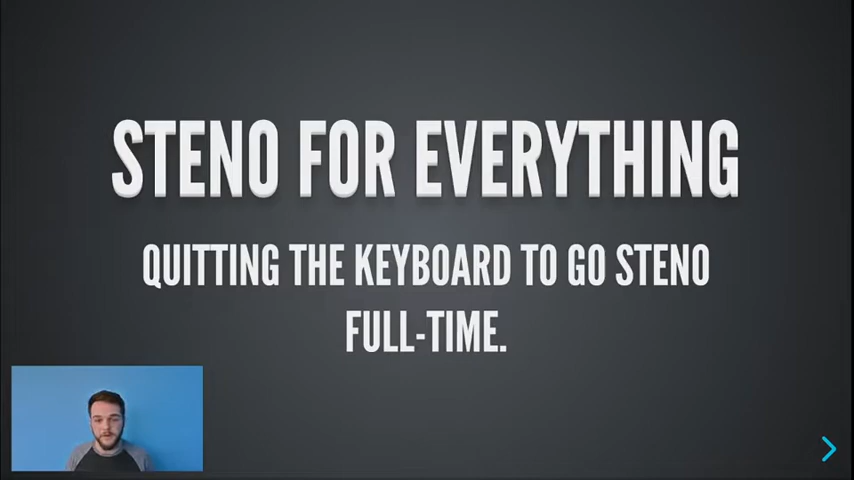 STENO FOR EVERYTHING
QUITTING THE KEYBOARD TO GO STENO
FULL-TIME.